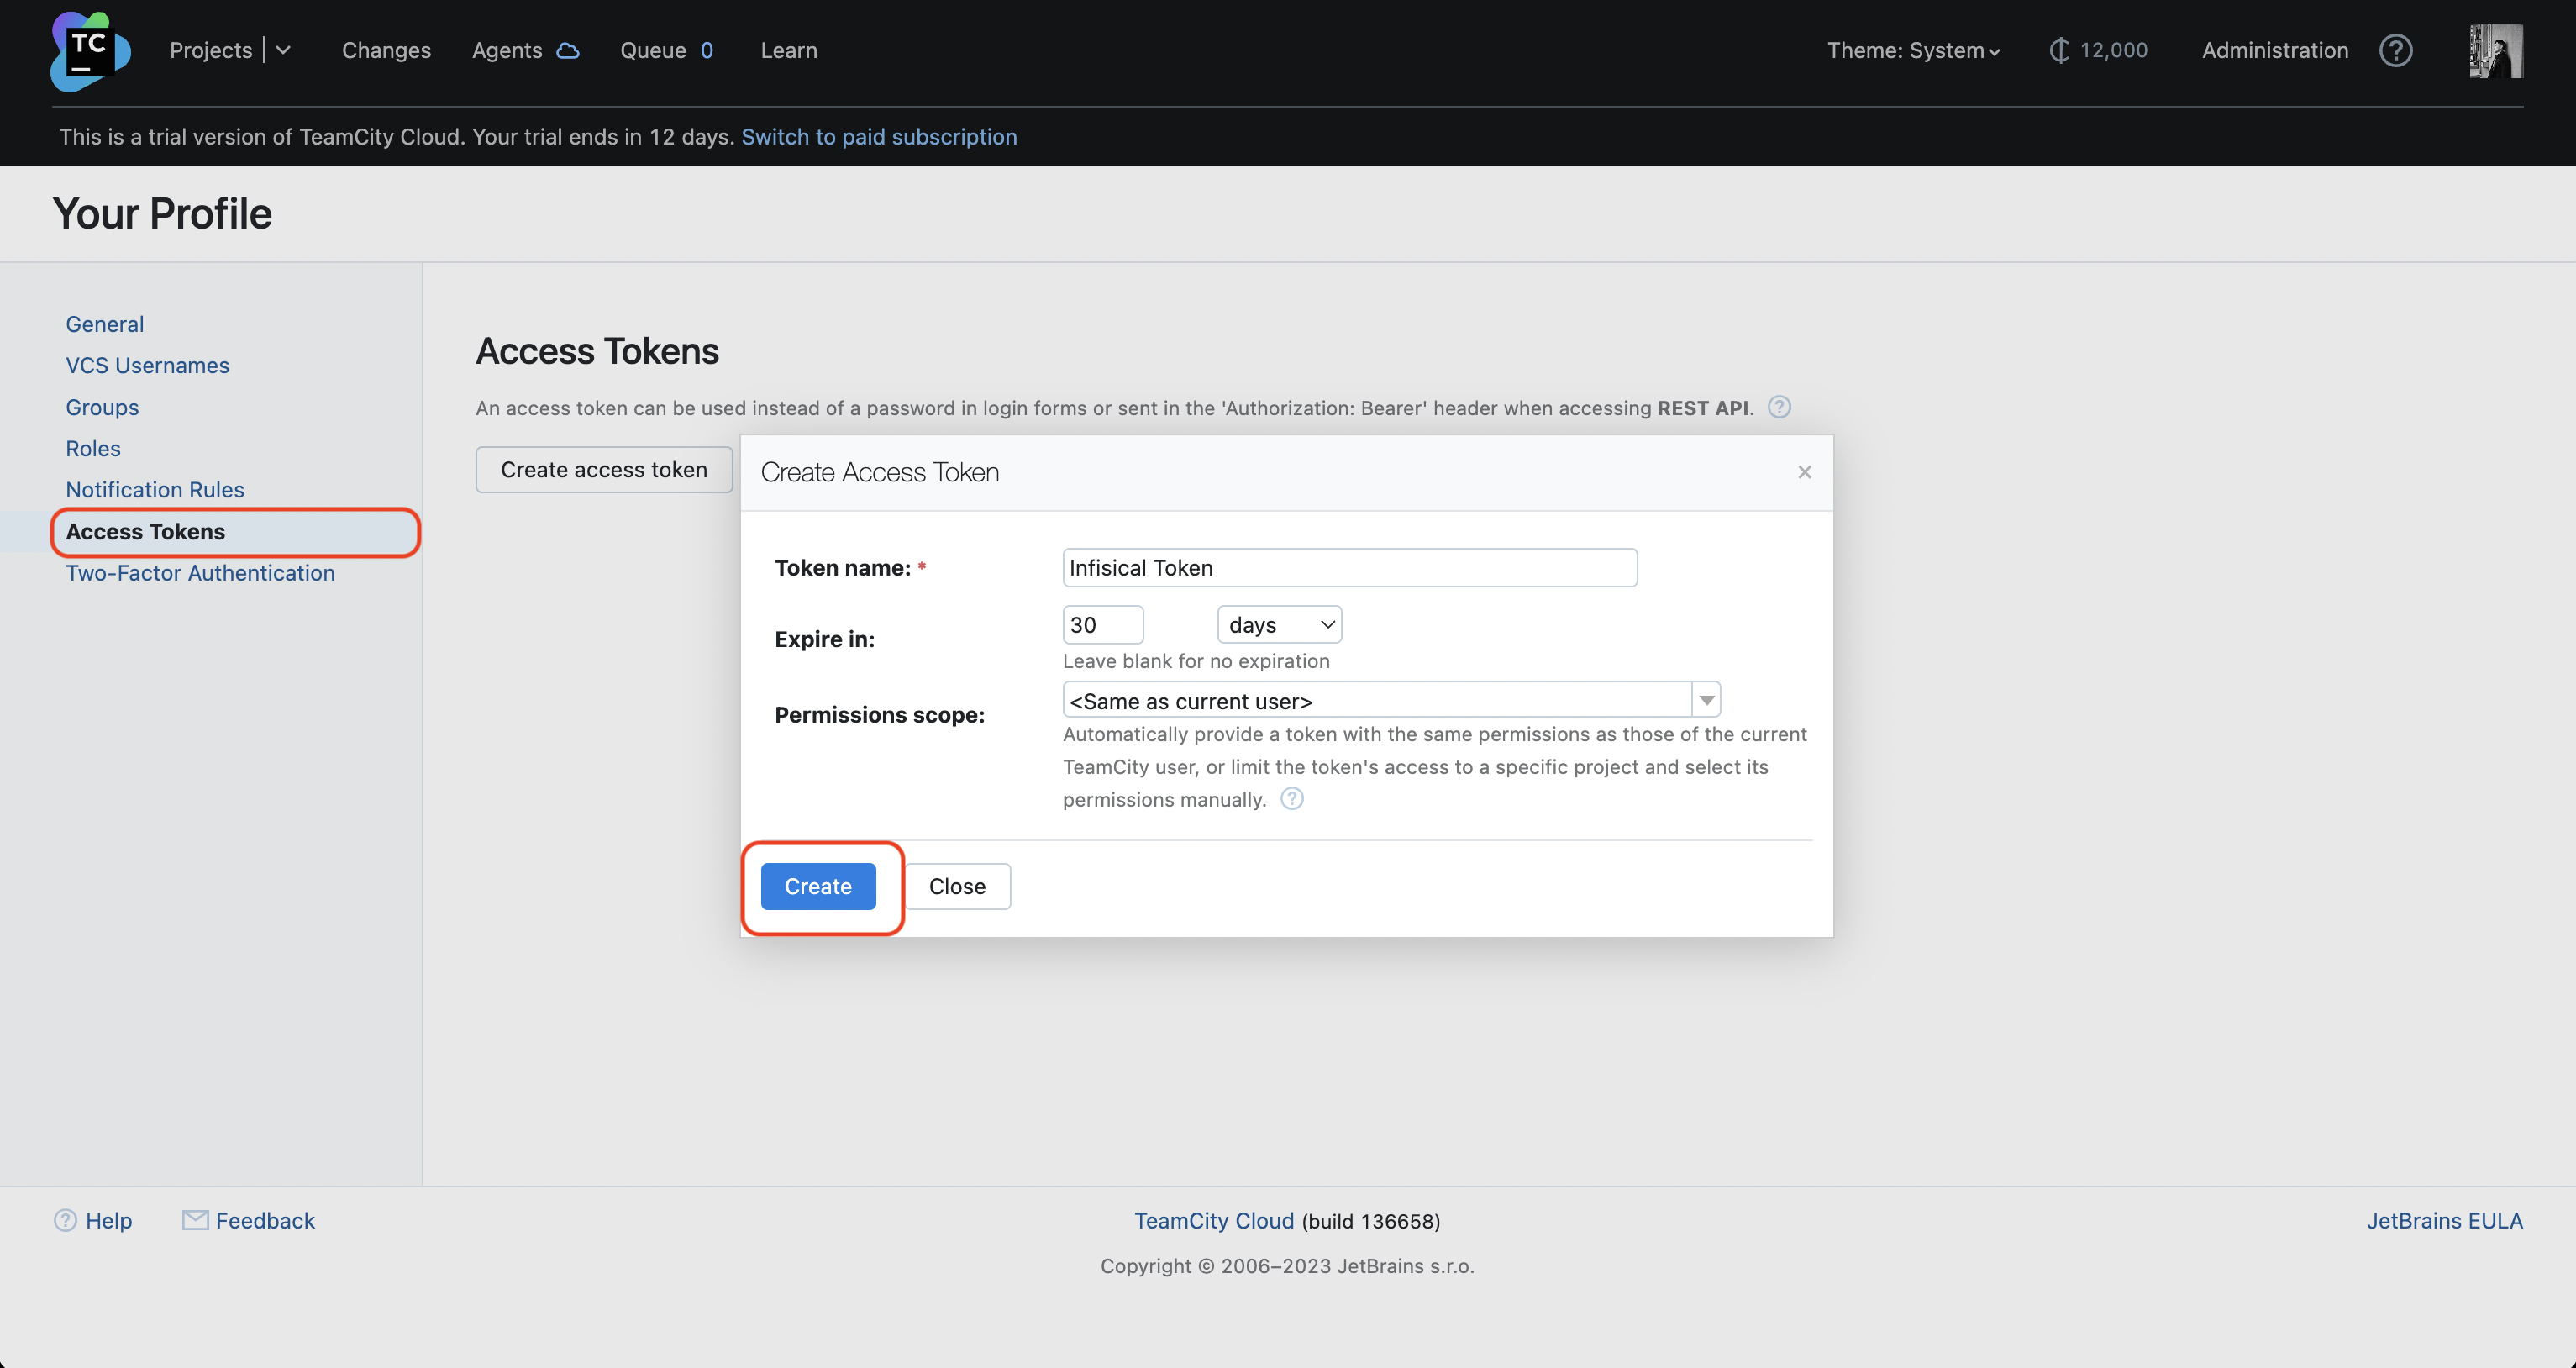 TC
Projects
Changes
Agents
Queue 0
Learn
Theme: System
12,000
Administration
?
This is a trial version of TeamCity Cloud. Your trial ends in 12 days. Switch to paid subscription
Your Profile
General
VCS Usernames
Groups
Roles
Notification Rules
Access Tokens
Two-Factor Authentication
Access Tokens
An access token can be used instead of a password in login forms or sent in the 'Authorization: Bearer' header when accessing REST API. ?
Create access token
Create Access Token
×
Token name: *
Infisical Token
Expire in:
30
days
Leave blank for no expiration
Permissions scope:
<Same as current user>
Automatically provide a token with the same permissions as those of the current
TeamCity user, or limit the token's access to a specific project and select its
permissions manually. ?
Create
Close
? Help
Feedback
TeamCity Cloud (build 136658)
JetBrains EULA
Copyright © 2006–2023 JetBrains s.r.o.